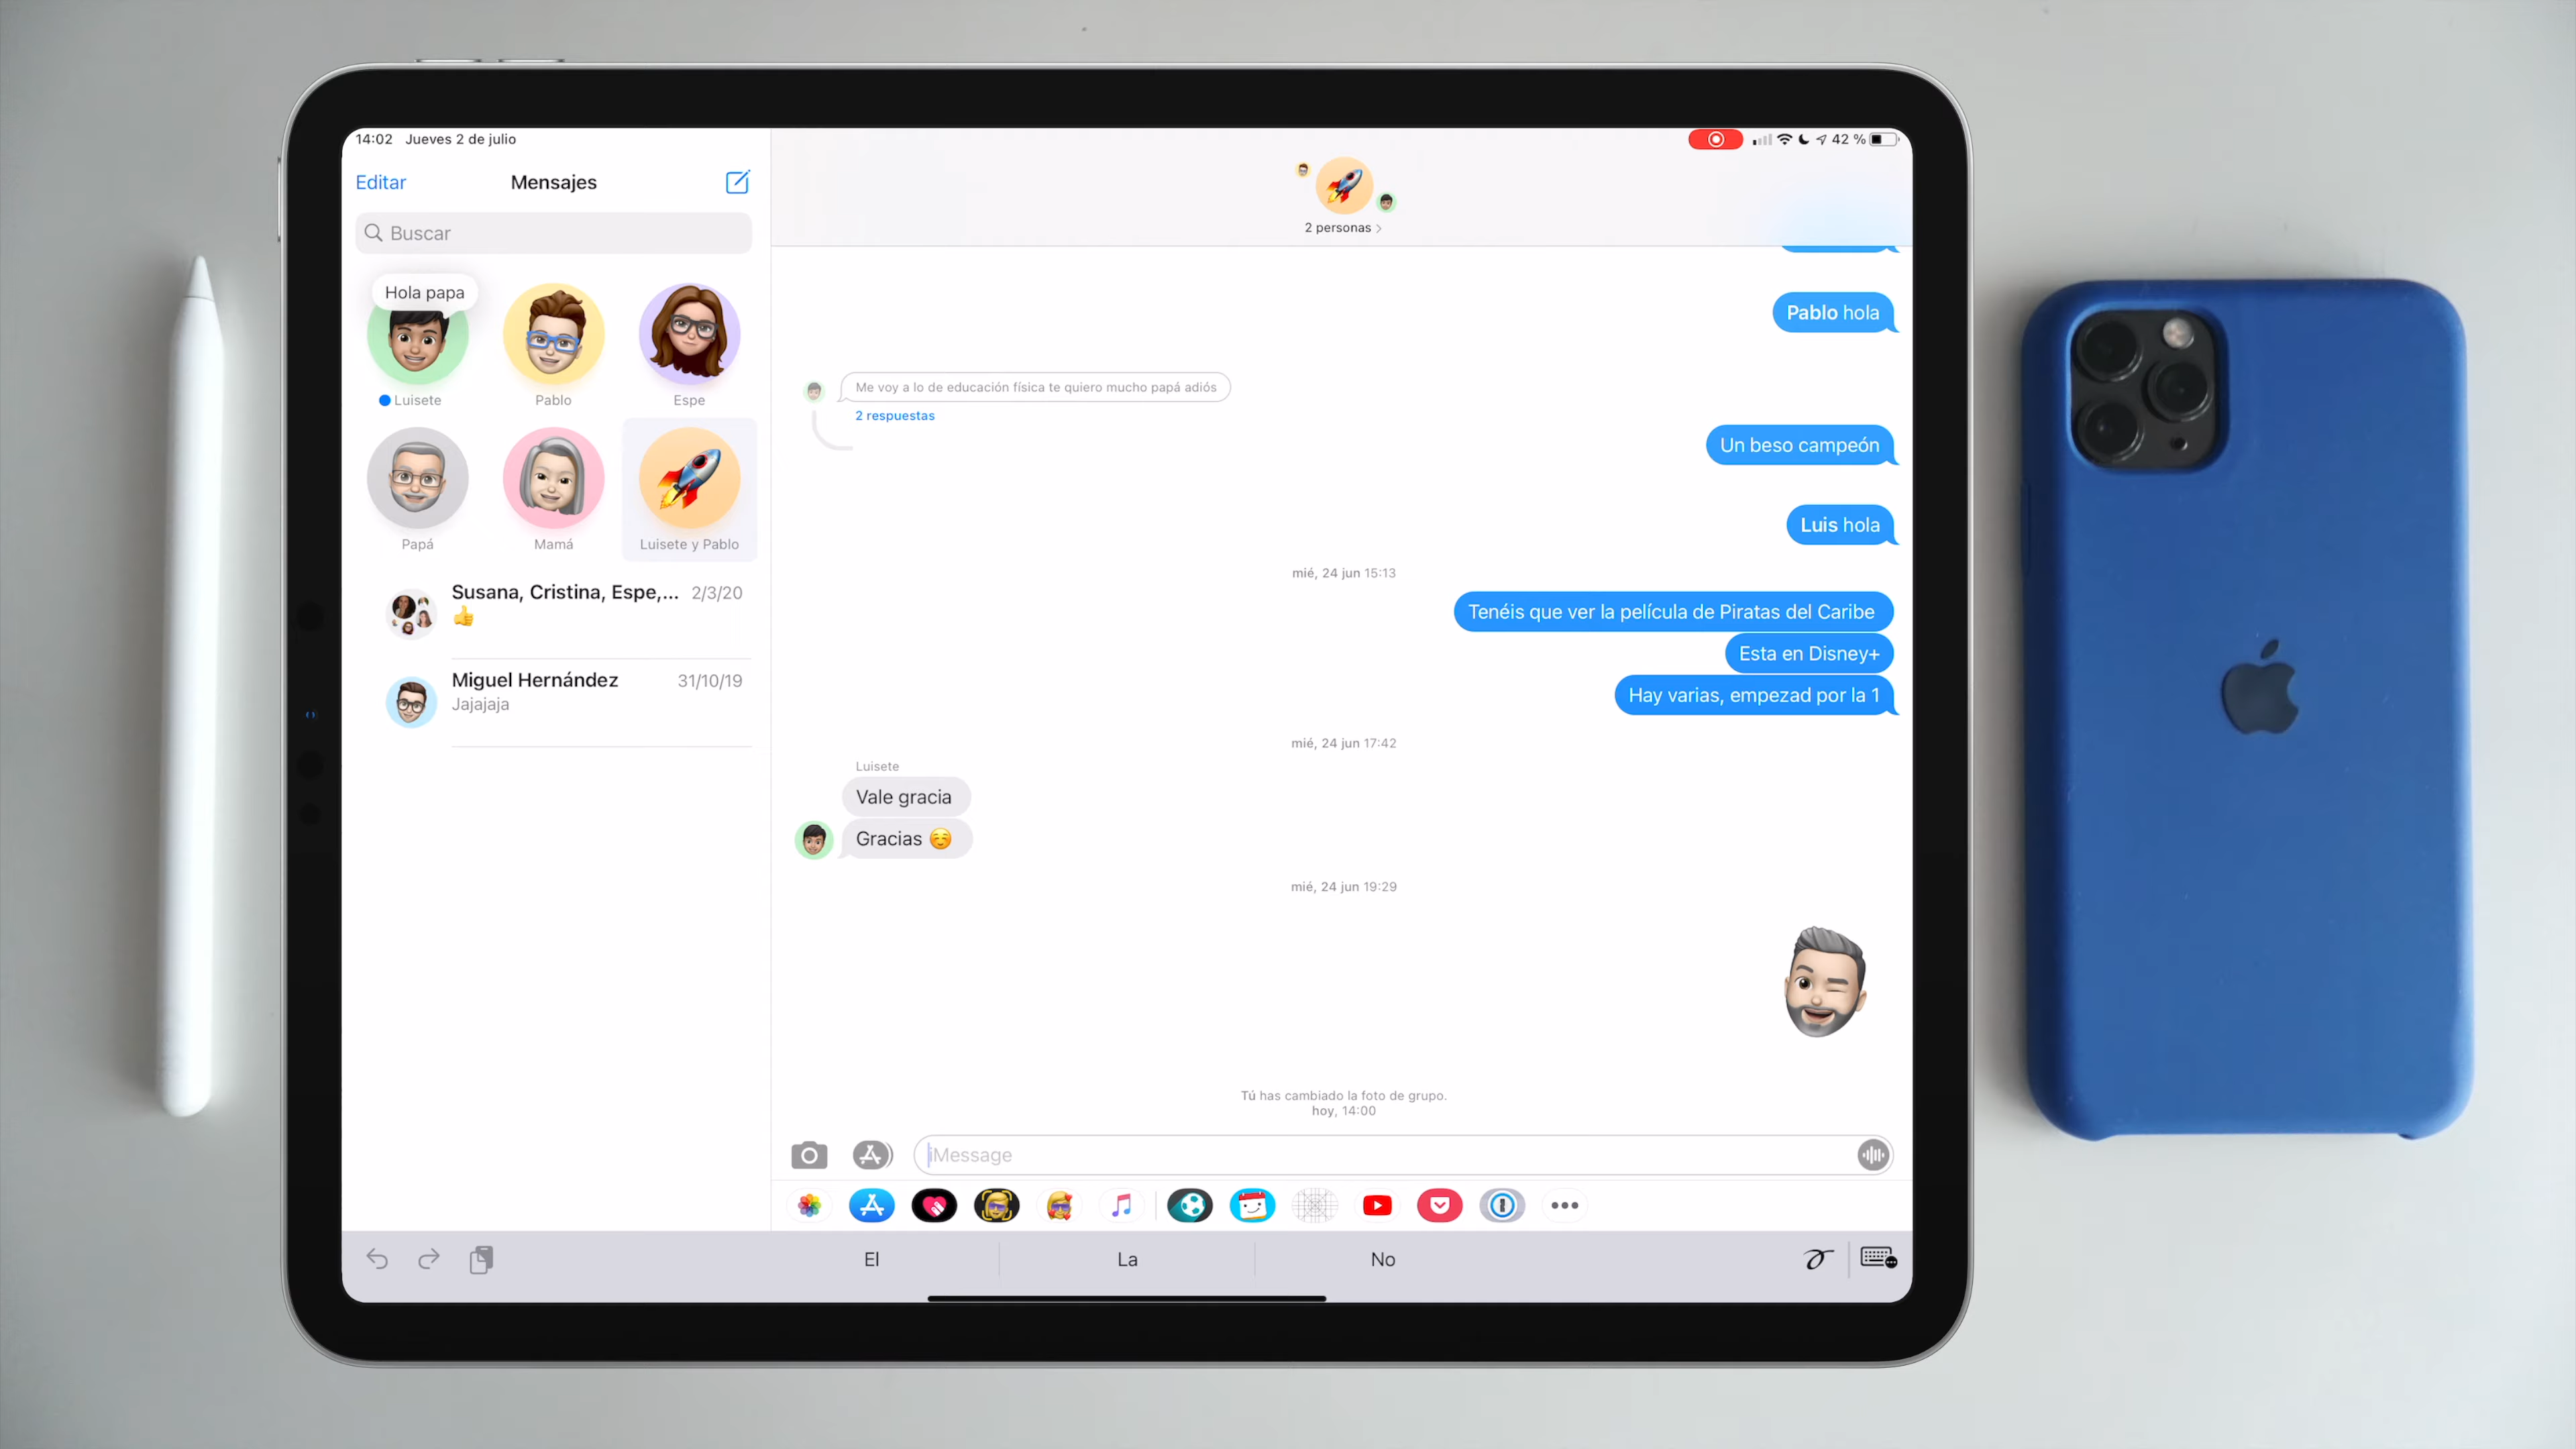 14:02 Jueves 2 de julio
42 %
Editar
Mensajes
Buscar
Hola papa
Luisete
Pablo
Espe
Papá
Mamá
Luisete y Pablo
Susana, Cristina, Espe,... 2/3/20
👍
Miguel Hernández 31/10/19
Jajajaja
2 personas >
Pablo hola
Me voy a lo de educación física te quiero mucho papá adiós
2 respuestas
Un beso campeón
Luis hola
mié, 24 jun 15:13
Tenéis que ver la película de Piratas del Caribe
Esta en Disney+
Hay varias, empezad por la 1
mié, 24 jun 17:42
Luisete
Vale gracia
Gracias ☺️
mié, 24 jun 19:29
Tú has cambiado la foto de grupo.
hoy, 14:00
iMessage
El
La
No